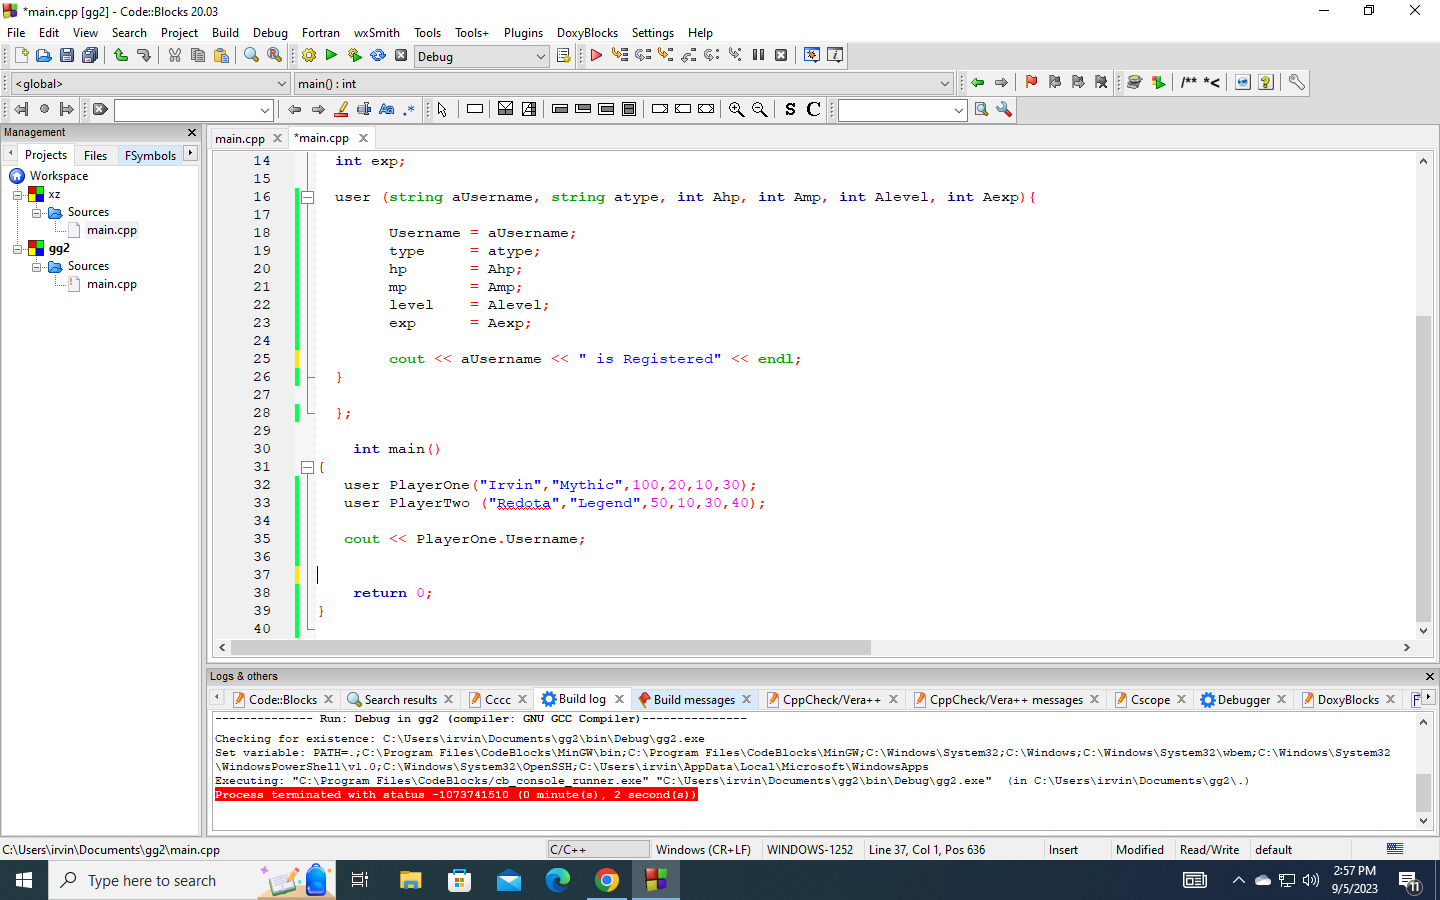 *main.cpp [gg2] - Code::Blocks 20.03
File Edit View Search Project Build Debug Fortran wxSmith Tools Tools+ Plugins DoxyBlocks Settings Help
Debug
<global> main() : int
/** *<
S C
Management
Projects Files FSymbols
Workspace
xz
Sources
main.cpp
gg2
Sources
main.cpp
main.cpp *main.cpp
14 int exp;
15
16 user (string aUsername, string atype, int Ahp, int Amp, int Alevel, int Aexp){
17
18 Username = aUsername;
19 type = atype;
20 hp = Ahp;
21 mp = Amp;
22 level = Alevel;
23 exp = Aexp;
24
25 cout << aUsername << " is Registered" << endl;
26 }
27
28 };
29
30 int main()
31 {
32 user PlayerOne("Irvin","Mythic",100,20,10,30);
33 user PlayerTwo ("Redota","Legend",50,10,30,40);
34
35 cout << PlayerOne.Username;
36
37
38 return 0;
39 }
40
Logs & others
Code::Blocks Search results Cccc Build log Build messages CppCheck/Vera++ CppCheck/Vera++ messages Cscope Debugger DoxyBlocks F
-------------- Run: Debug in gg2 (compiler: GNU GCC Compiler)---------------
Checking for existence: C:\Users\irvin\Documents\gg2\bin\Debug\gg2.exe
Set variable: PATH=.;C:\Program Files\CodeBlocks\MinGW\bin;C:\Program Files\CodeBlocks\MinGW;C:\Windows\System32;C:\Windows;C:\Windows\System32\wbem;C:\Windows\System32
\WindowsPowerShell\v1.0;C:\Windows\System32\OpenSSH;C:\Users\irvin\AppData\Local\Microsoft\WindowsApps
Executing: "C:\Program Files\CodeBlocks/cb_console_runner.exe" "C:\Users\irvin\Documents\gg2\bin\Debug\gg2.exe" (in C:\Users\irvin\Documents\gg2\.)
Process terminated with status -1073741510 (0 minute(s), 2 second(s))
C:\Users\irvin\Documents\gg2\main.cpp C/C++ Windows (CR+LF) WINDOWS-1252 Line 37, Col 1, Pos 636 Insert Modified Read/Write default
Type here to search
2:57 PM
9/5/2023
11